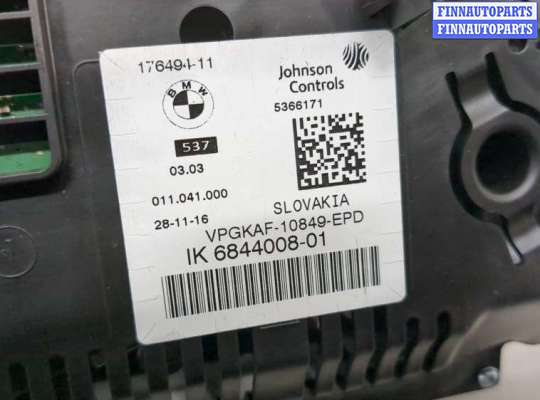 FINNAUTOPARTS
FINNAUTOPARTS
176494-11
Johnson
Controls
BMW
5366171
537
03.03
011.041.000
28-11-16
SLOVAKIA
VPGKAF-10849-EPD
IK 6844008-01